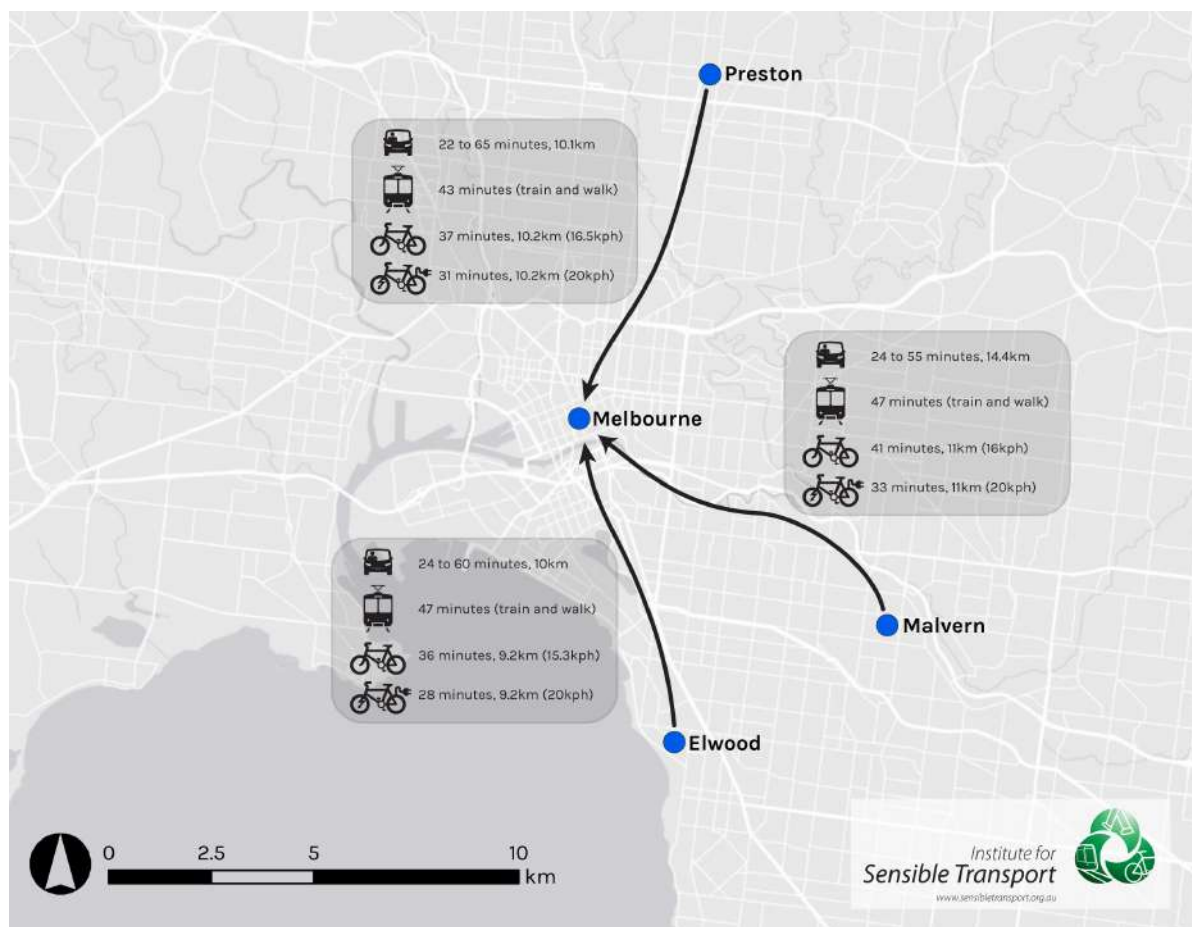 Preston
22 to 65 minutes, 10.1km
43 minutes (train and walk)
37 minutes, 10.2km (16.5kph)
31 minutes, 10.2km (20kph)
24 to 55 minutes, 14.4km
47 minutes (train and walk)
41 minutes, 11km (16kph)
33 minutes, 11km (20kph)
Melbourne
24 to 60 minutes, 10km
47 minutes (train and walk)
36 minutes, 9.2km (15.3kph)
28 minutes, 9.2km (20kph)
Malvern
Elwood
0 2.5 5 10
km
Institute for
Sensible Transport
www.sensibletransport.org.au